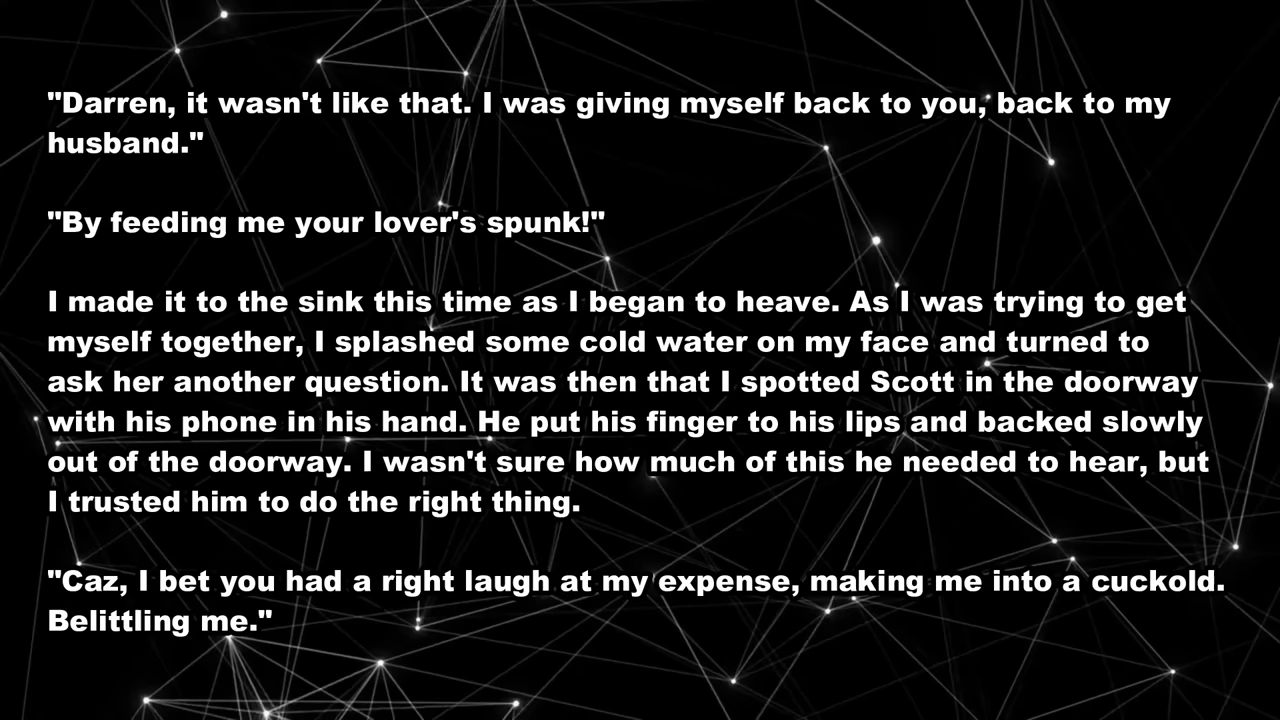 "Darren, it wasn't like that. I was giving myself back to you, back to my
husband."
"By feeding me your lover's spunk!"
I made it to the sink this time as I began to heave. As I was trying to get
myself together, I splashed some cold water on my face and turned to
ask her another question. It was then that I spotted Scott in the doorway
with his phone in his hand. He put his finger to his lips and backed slowly
out of the doorway. I wasn't sure how much of this he needed to hear, but
I trusted him to do the right thing.
"Caz, I bet you had a right laugh at my expense, making me into a cuckold.
Belittling me."